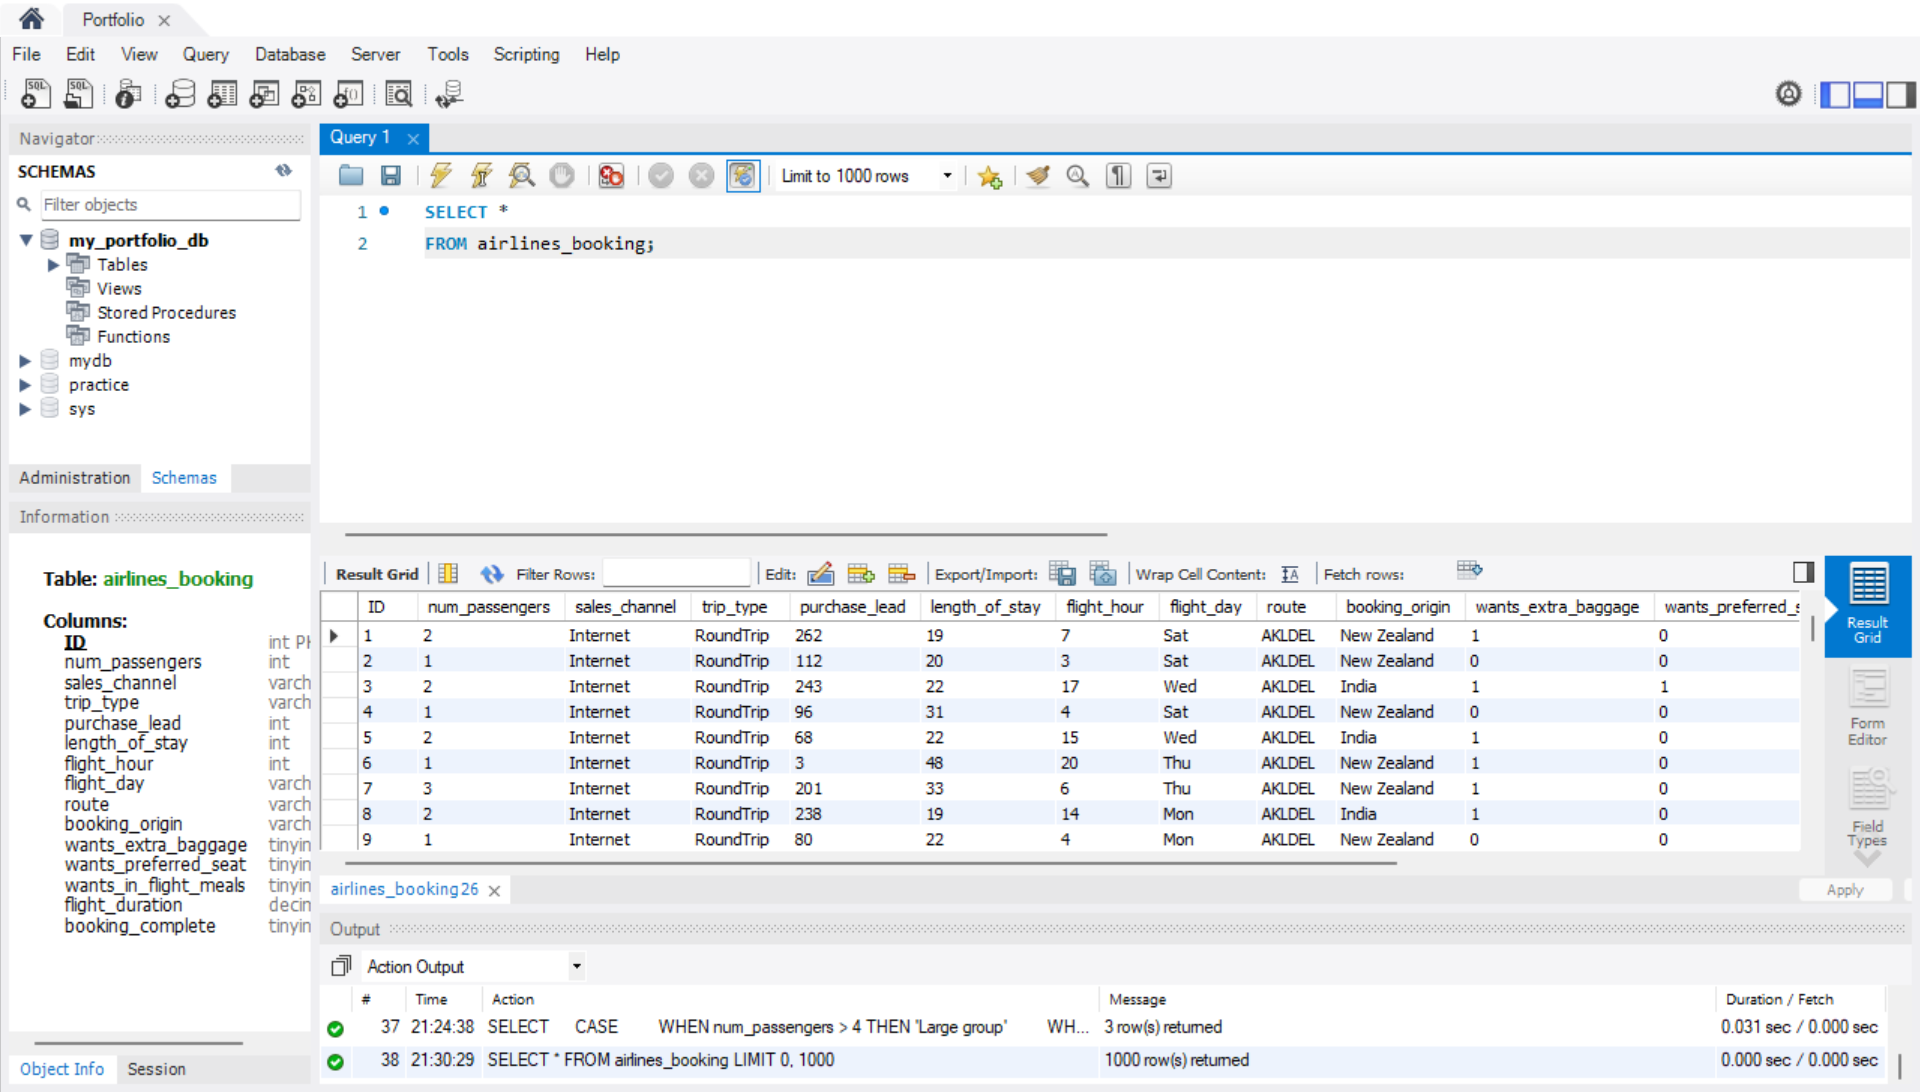 Portfolio
File Edit View Query Database Server Tools Scripting Help
Navigator
SCHEMAS
Filter objects
my_portfolio_db
Tables
Views
Stored Procedures
Functions
mydb
practice
sys
Administration Schemas
Information
Table: airlines_booking
Columns:
ID int
num_passengers int
sales_channel varch
trip_type varch
purchase_lead int
length_of_stay int
flight_hour int
flight_day varch
route varch
booking_origin varch
wants_extra_baggage tinyin
wants_preferred_seat tinyin
wants_in_flight_meals tinyin
flight_duration decin
booking_complete tinyin
Object Info Session
Query 1
Limit to 1000 rows
1 SELECT *
2 FROM airlines_booking;
Result Grid Filter Rows: Edit: Export/Import: Wrap Cell Content: Fetch rows:
ID num_passengers sales_channel trip_type purchase_lead length_of_stay flight_hour flight_day route booking_origin wants_extra_baggage wants_preferred_s
1 2 Internet RoundTrip 262 19 7 Sat AKLDEL New Zealand 1 0
2 1 Internet RoundTrip 112 20 3 Sat AKLDEL New Zealand 0 0
3 2 Internet RoundTrip 243 22 17 Wed AKLDEL India 1 1
4 1 Internet RoundTrip 96 31 4 Sat AKLDEL New Zealand 0 0
5 2 Internet RoundTrip 68 22 15 Wed AKLDEL India 1 0
6 1 Internet RoundTrip 3 48 20 Thu AKLDEL New Zealand 1 0
7 3 Internet RoundTrip 201 33 6 Thu AKLDEL New Zealand 1 0
8 2 Internet RoundTrip 238 19 14 Mon AKLDEL India 1 0
9 1 Internet RoundTrip 80 22 4 Mon AKLDEL New Zealand 0 0
Result
Grid
Form
Editor
Field
Types
airlines_booking26
Apply
Output
Action Output
# Time Action Message Duration / Fetch
37 21:24:38 SELECT CASE WHEN num_passengers > 4 THEN 'Large group' WH... 3 row(s) returned 0.031 sec / 0.000 sec
38 21:30:29 SELECT * FROM airlines_booking LIMIT 0, 1000 1000 row(s) returned 0.000 sec / 0.000 sec